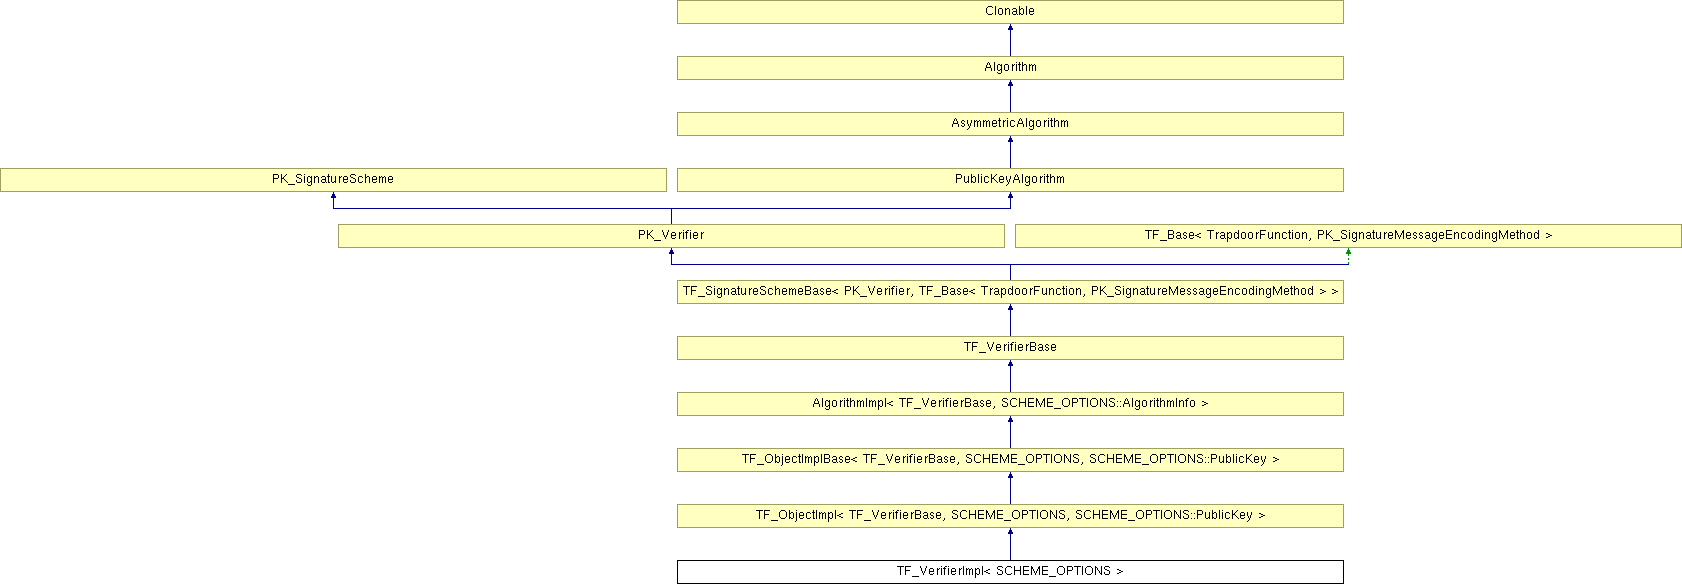 Clonable
Algorithm
AsymmetricAlgorithm
PK_SignatureScheme
PublicKeyAlgorithm
PK_Verifier
TF_Base< TrapdoorFunction, PK_SignatureMessageEncodingMethod >
TF_SignatureSchemeBase< PK_Verifier, TF_Base< TrapdoorFunction, PK_SignatureMessageEncodingMethod > >
TF_VerifierBase
AlgorithmImpl< TF_VerifierBase, SCHEME_OPTIONS::AlgorithmInfo >
TF_ObjectImplBase< TF_VerifierBase, SCHEME_OPTIONS, SCHEME_OPTIONS::PublicKey >
TF_ObjectImpl< TF_VerifierBase, SCHEME_OPTIONS, SCHEME_OPTIONS::PublicKey >
TF_VerifierImpl< SCHEME_OPTIONS >